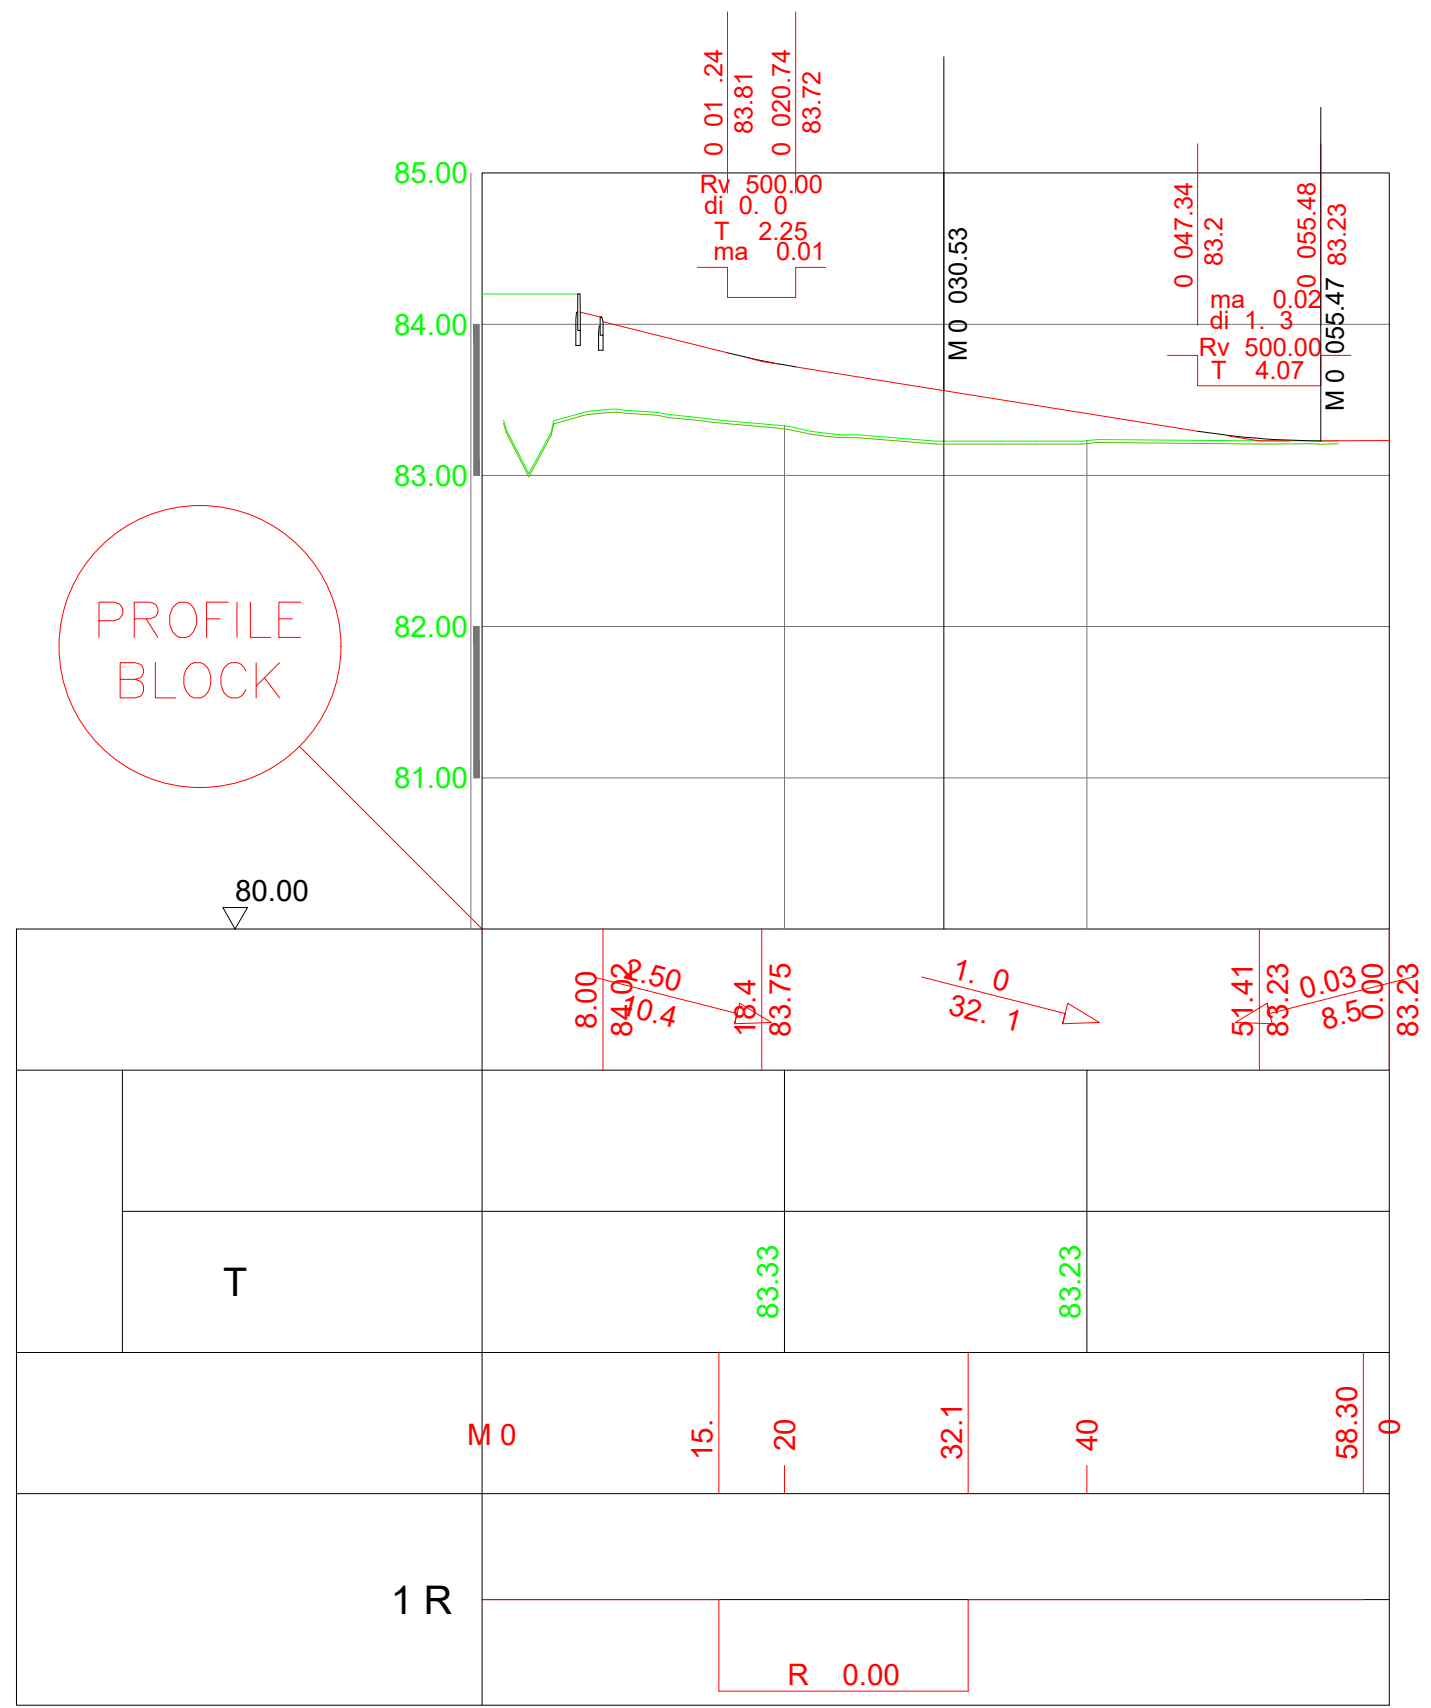 0 01 .24
83.81
0 020.74
83.72
Rv 500.00
di 0. 0
T 2.25
ma 0.01
M 0 030.53
0 047.34
83.2
0 055.48
83.23
ma 0.02
di 1. 3
Rv 500.00
T 4.07
M 0 055.47
85.00
84.00
83.00
82.00
81.00
PROFILE
BLOCK
80.00
8.00
84.02
2.50
10.4
18.4
83.75
1. 0
32. 1
51.41
83.23
0.03
8.5
0.00
83.23
T
83.33
83.23
M 0
15.
20
32.1
40
58.30
0
1 R
R 0.00